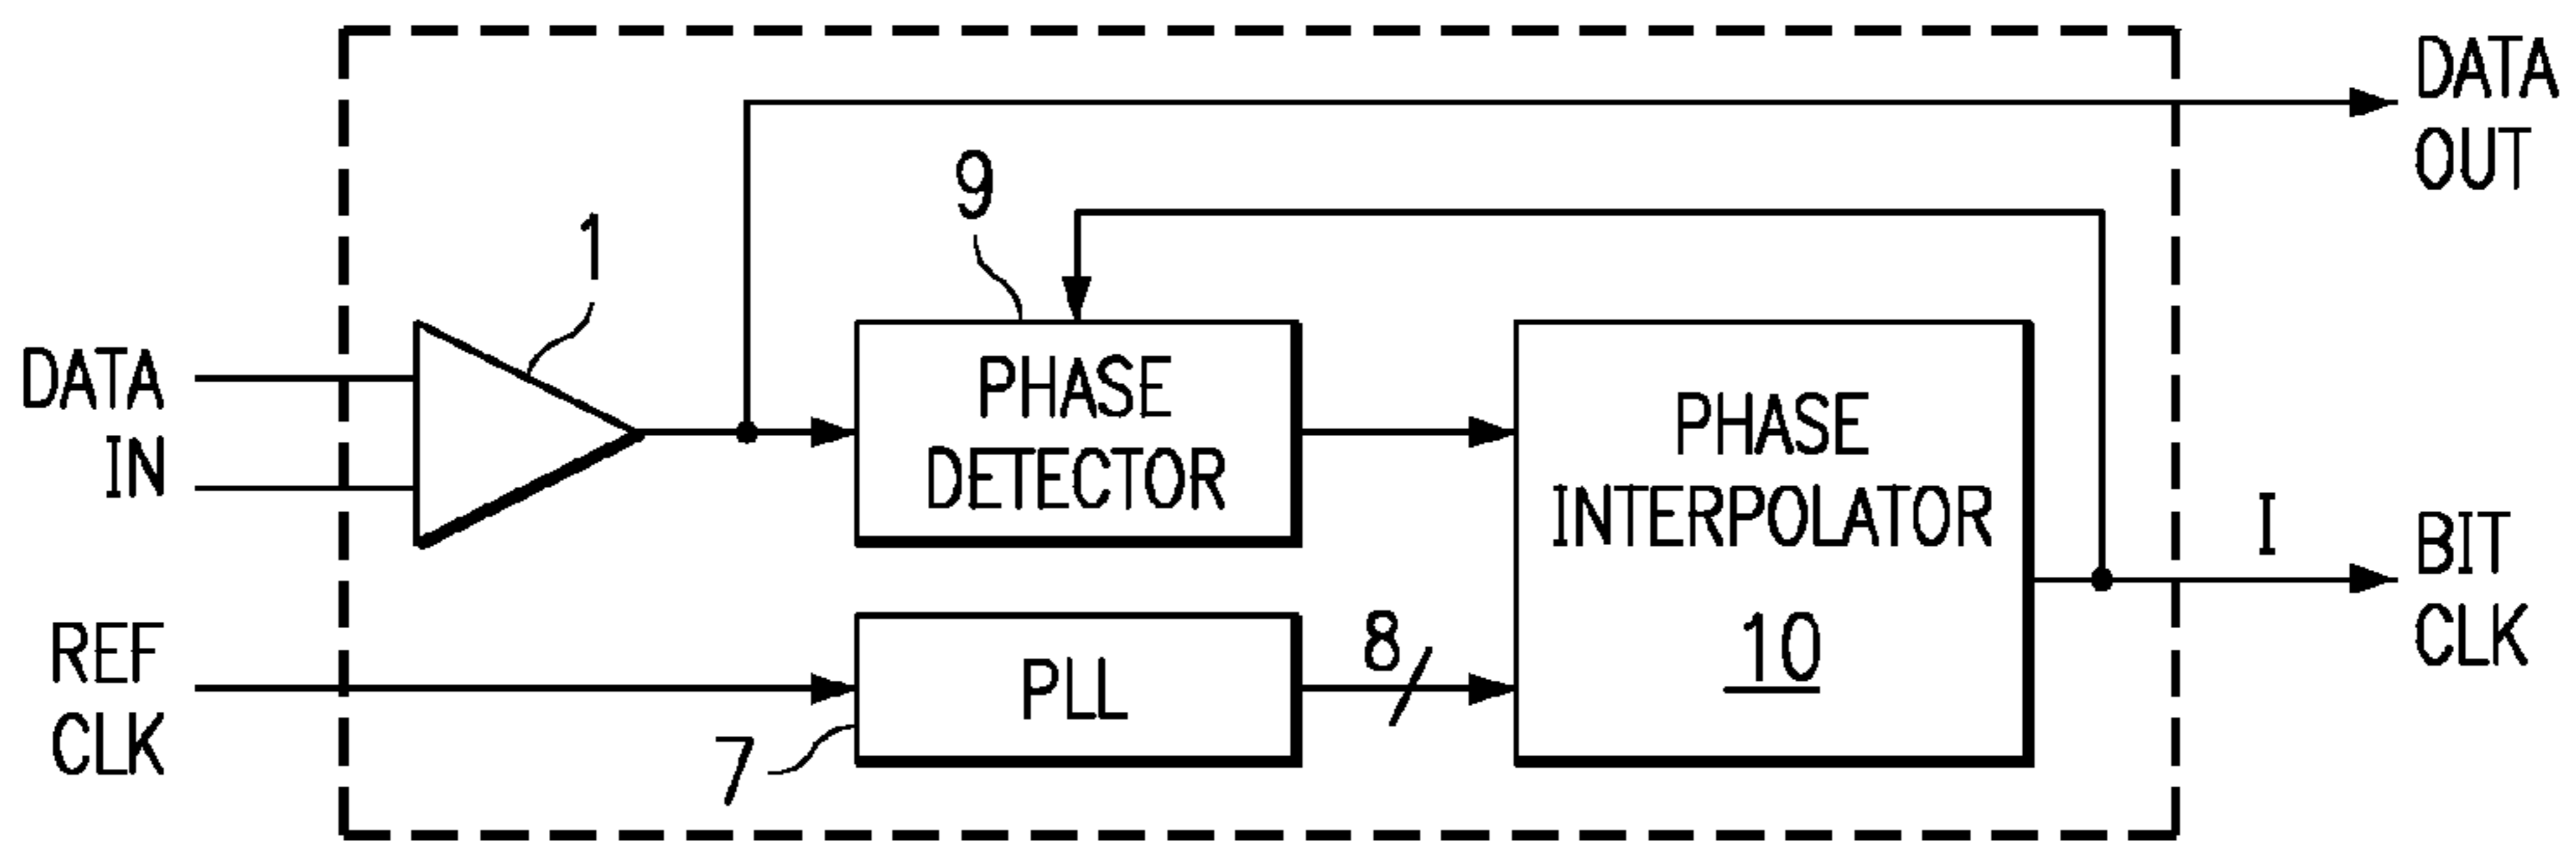 DATA
OUT
9
1
DATA
IN
PHASE
DETECTOR
PHASE
INTERPOLATOR
10
I
BIT
CLK
REF
CLK
7
PLL
8